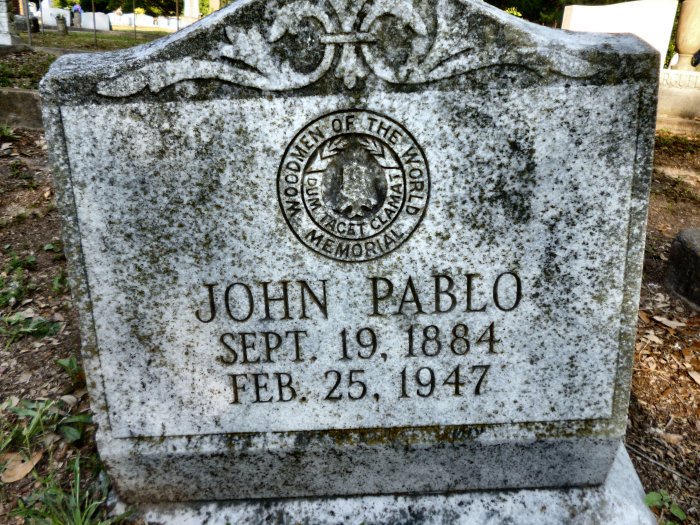 WOODMEN OF THE WORLD
MEMORIAL
DUM TACET CLAMAT
JOHN PABLO
SEPT. 19, 1884
FEB. 25, 1947